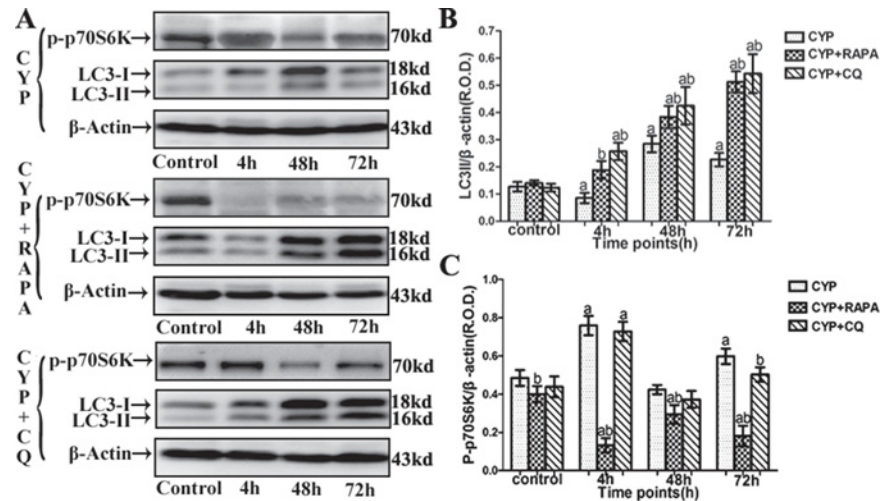 A
CYP
p-p70S6K→
70kd
LC3-I→
18kd
LC3-II→
16kd
β-Actin→
43kd
Control 4h 48h 72h
CYP+RAPA
p-p70S6K→
70kd
LC3-I→
18kd
LC3-II→
16kd
β-Actin→
43kd
Control 4h 48h 72h
CYP+CQ
p-p70S6K→
70kd
LC3-I→
18kd
LC3-II→
16kd
β-Actin→
43kd
Control 4h 48h 72h
B
LC3II/β -actin(R.O.D.)
0.7
0.6
0.5
0.4
0.3
0.2
0.1
0.0
a b ab
a ab ab
a ab ab
control 4h 48h 72h
Time points(h)
CYP
CYP+RAPA
CYP+CQ
C
P-p70S6K/β -actin(R.O.D.)
1.0
0.8
0.6
0.4
0.2
0.0
b
a ab a
ab
a ab b
control 4h 48h 72h
Time points(h)
CYP
CYP+RAPA
CYP+CQ